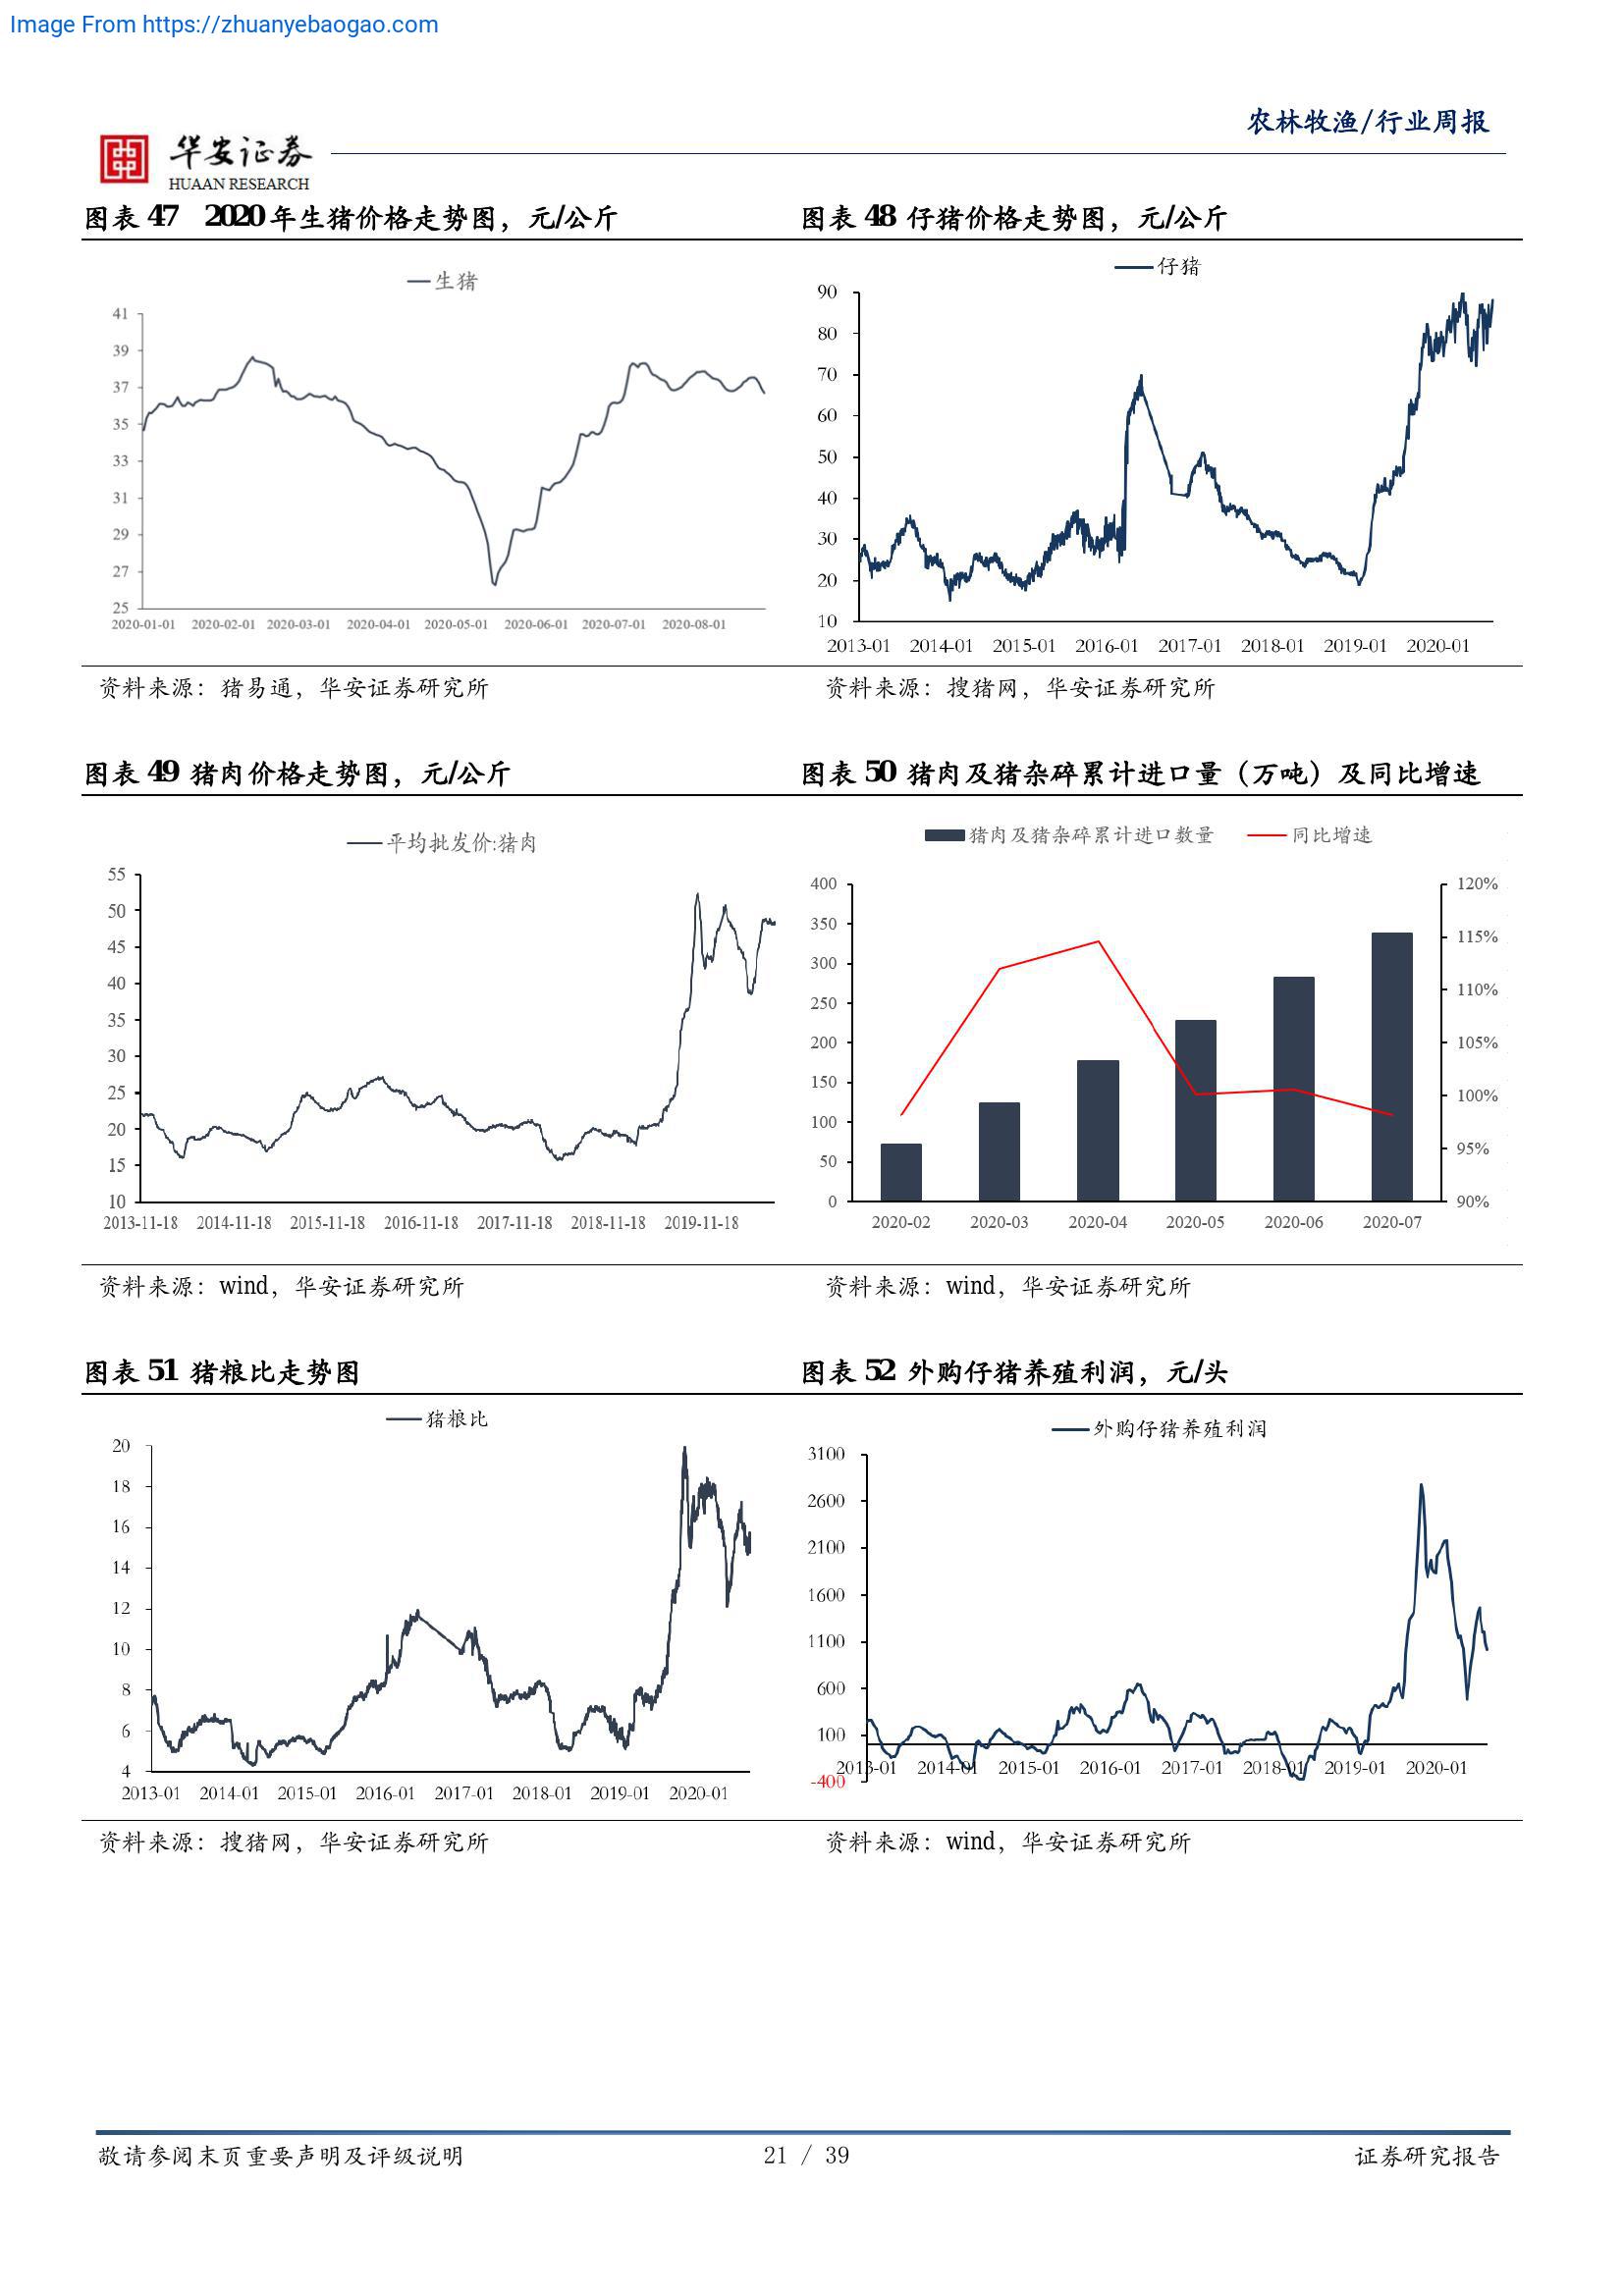 Image From https://zhuanyebaogao.com
农林牧渔/行业周报
华安证券
HUAAN RESEARCH
图表 47 2020年生猪价格走势图，元/公斤
生猪
41
39
37
35
33
31
29
27
25
2020-01-01 2020-02-01 2020-03-01 2020-04-01 2020-05-01 2020-06-01 2020-07-01 2020-08-01
资料来源：猪易通，华安证券研究所
图表 48 仔猪价格走势图，元/公斤
仔猪
90
80
70
60
50
40
30
20
10
2013-01 2014-01 2015-01 2016-01 2017-01 2018-01 2019-01 2020-01
资料来源：搜猪网，华安证券研究所
图表 49 猪肉价格走势图，元/公斤
平均批发价:猪肉
55
50
45
40
35
30
25
20
15
10
2013-11-18 2014-11-18 2015-11-18 2016-11-18 2017-11-18 2018-11-18 2019-11-18
资料来源：wind，华安证券研究所
图表 50 猪肉及猪杂碎累计进口量（万吨）及同比增速
猪肉及猪杂碎累计进口数量 同比增速
400 120%
350 115%
300 110%
250 105%
200 100%
150 95%
100 90%
50
0
2020-02 2020-03 2020-04 2020-05 2020-06 2020-07
资料来源：wind，华安证券研究所
图表 51 猪粮比走势图
猪粮比
20
18
16
14
12
10
8
6
4
2013-01 2014-01 2015-01 2016-01 2017-01 2018-01 2019-01 2020-01
资料来源：搜猪网，华安证券研究所
图表 52 外购仔猪养殖利润，元/头
外购仔猪养殖利润
3100
2600
2100
1600
1100
600
100
-400
2013-01 2014-01 2015-01 2016-01 2017-01 2018-01 2019-01 2020-01
资料来源：wind，华安证券研究所
敬请参阅末页重要声明及评级说明 21 / 39 证券研究报告